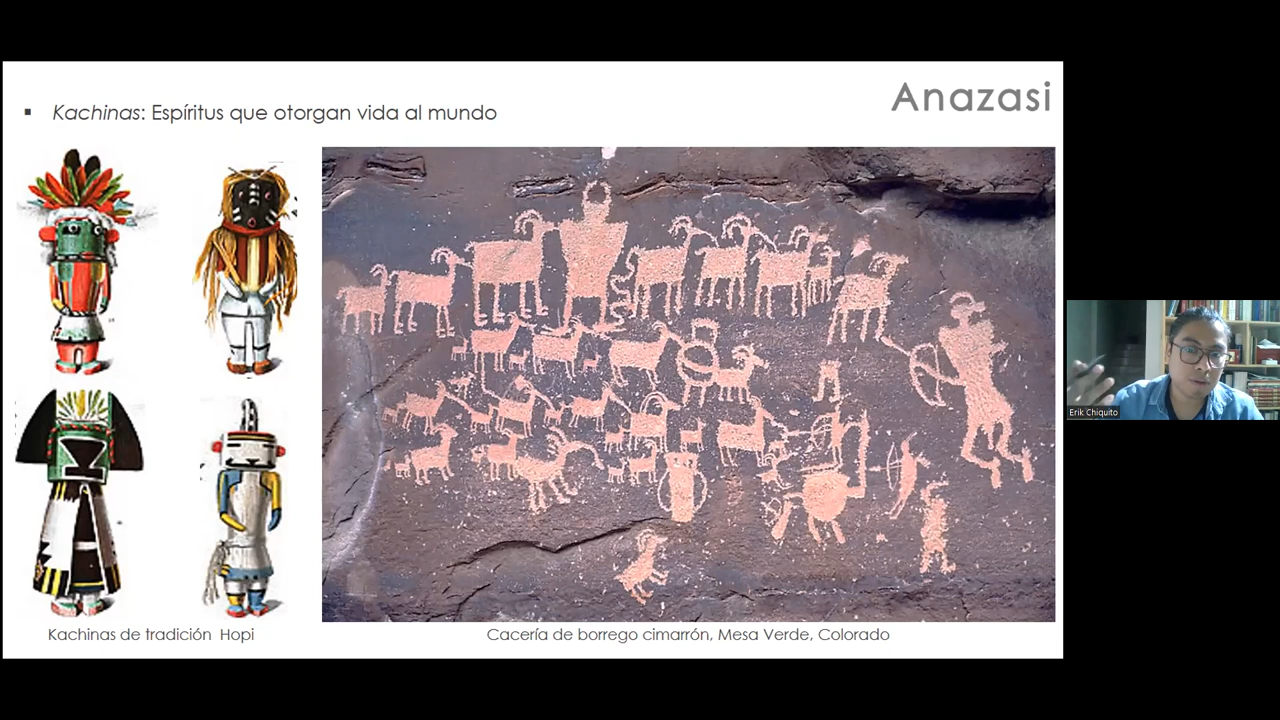 Anazasi
▪ Kachinas: Espíritus que otorgan vida al mundo
Kachinas de tradición Hopi
Cacería de borrego cimarrón, Mesa Verde, Colorado
Erik Chiquito